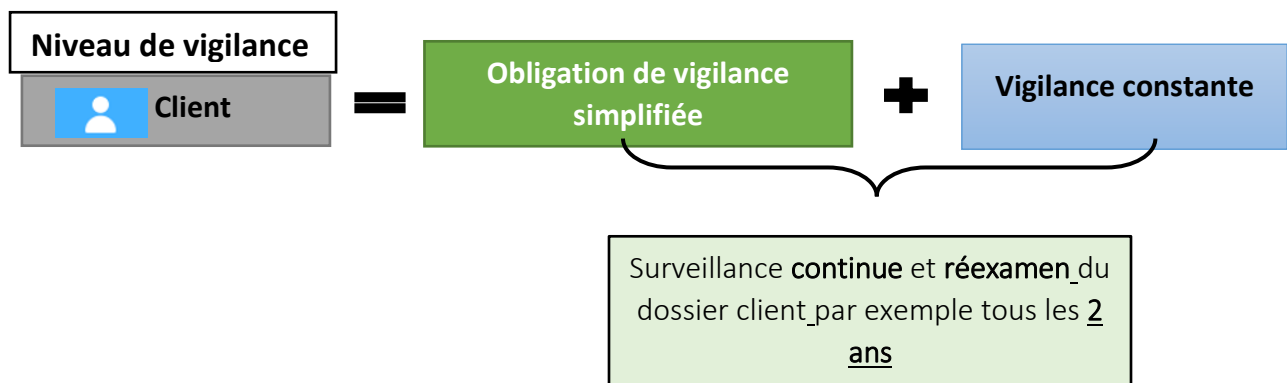 Niveau de vigilance
Client
=
Obligation de vigilance
simplifiée
+
Vigilance constante
Surveillance continue et réexamen du
dossier client par exemple tous les 2
ans